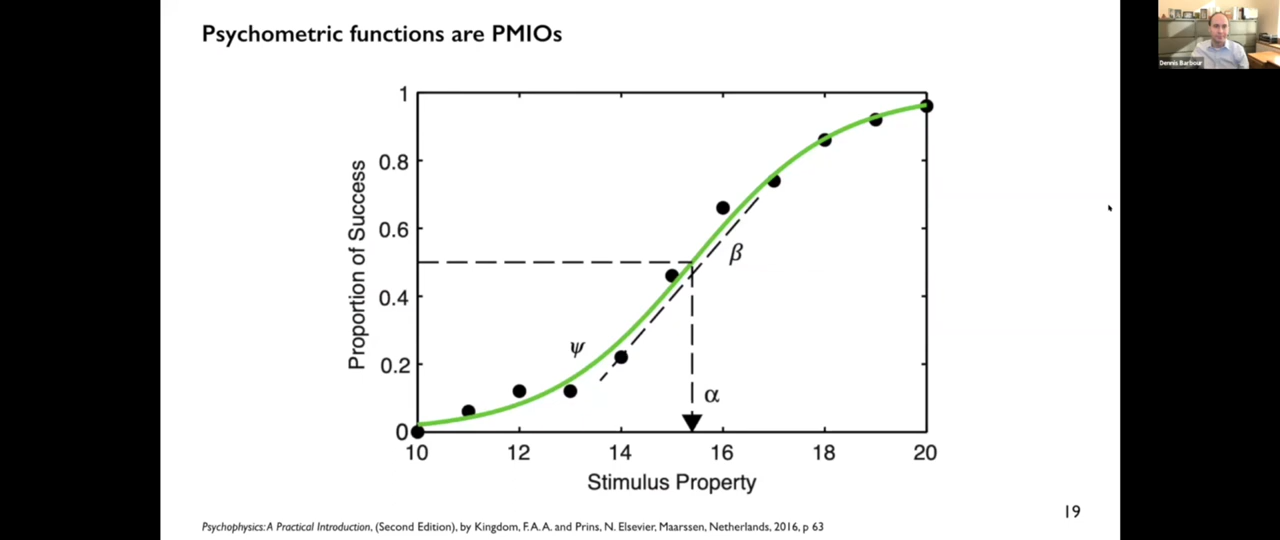 Psychometric functions are PMIOs
Dennis Barbour
1
0.8
0.6
0.4
0.2
0
Proportion of Success
ψ
β
α
10 12 14 16 18 20
Stimulus Property
19
Psychophysics: A Practical Introduction, (Second Edition), by Kingdom, F.A.A. and Prins, N. Elsevier, Maarssen, Netherlands, 2016, p 63